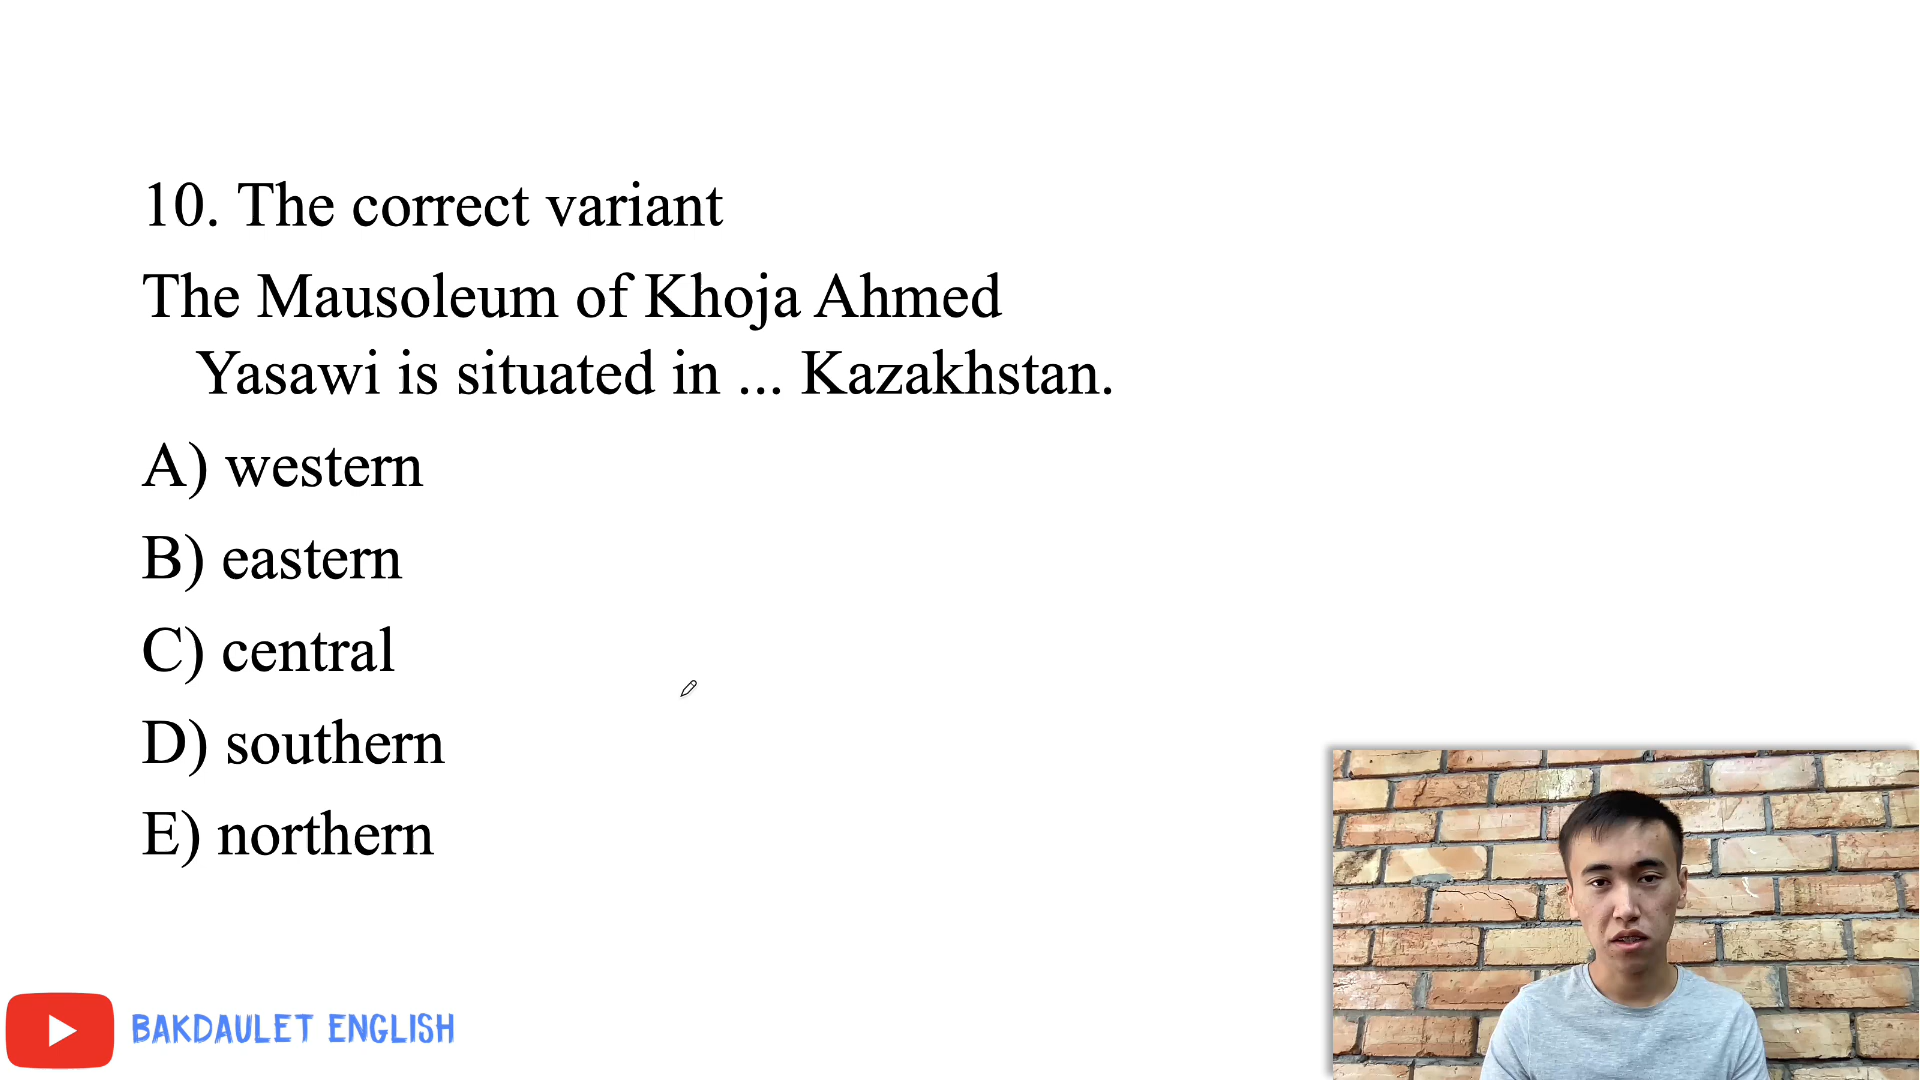 10. The correct variant
The Mausoleum of Khoja Ahmed
Yasawi is situated in ... Kazakhstan.
A) western
B) eastern
C) central
D) southern
E) northern
BAKDAULET ENGLISH